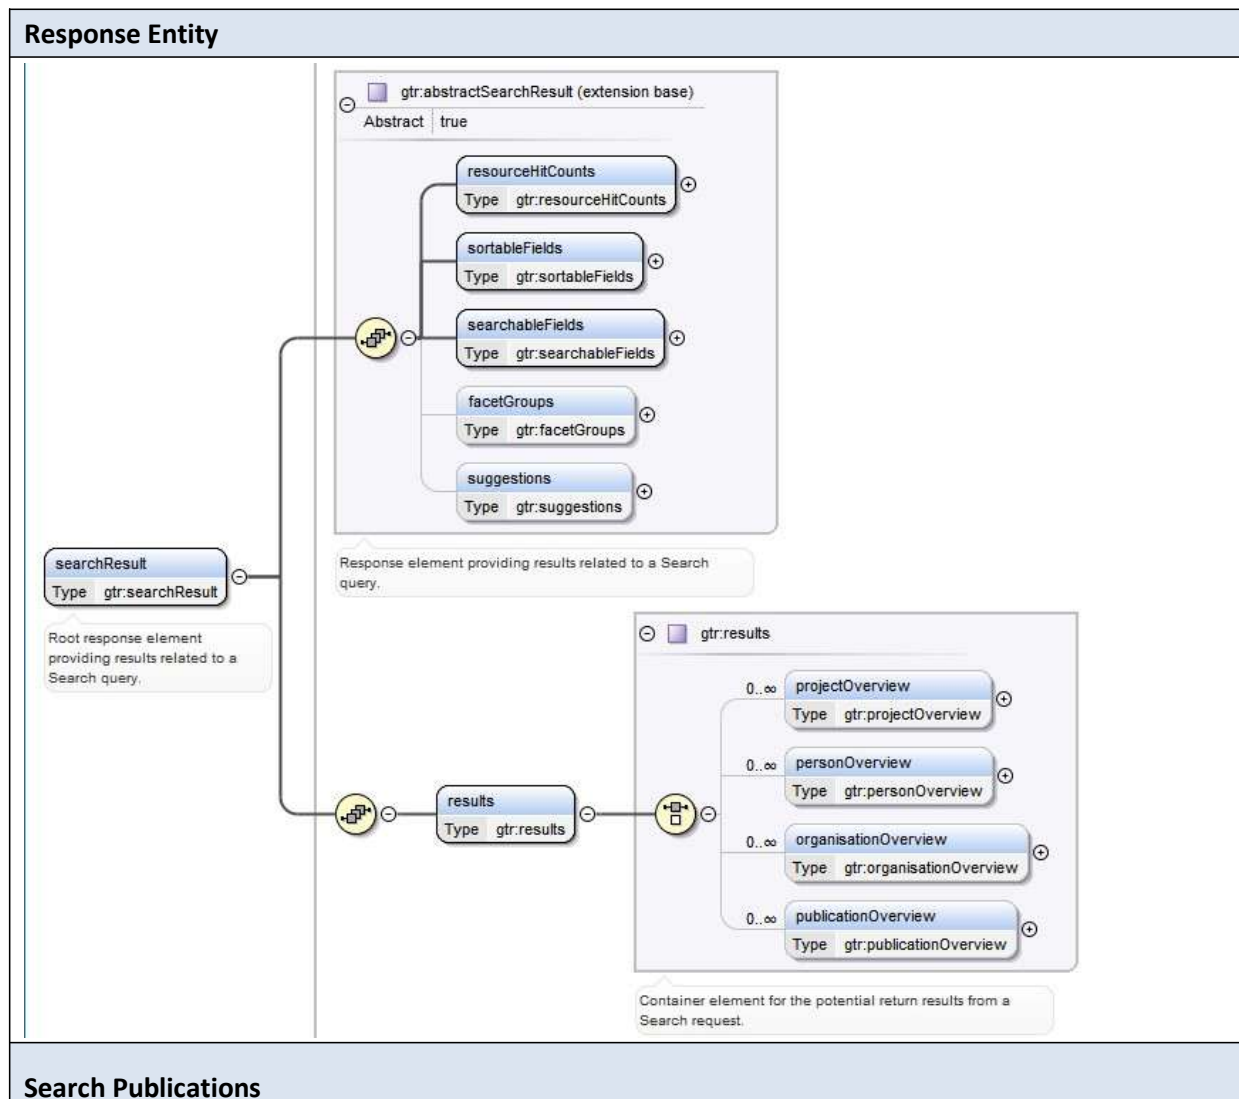 Response Entity
gtr:abstractSearchResult (extension base)
Abstract true
resourceHitCounts
Type gtr:resourceHitCounts
sortableFields
Type gtr:sortableFields
searchableFields
Type gtr:searchableFields
facetGroups
Type gtr:facetGroups
suggestions
Type gtr:suggestions
Response element providing results related to a Search
query.
searchResult
Type gtr:searchResult
Root response element
providing results related to a
Search query.
gtr:results
0..∞ projectOverview
Type gtr:projectOverview
0..∞ personOverview
Type gtr:personOverview
results
Type gtr:results
0..∞ organisationOverview
Type gtr:organisationOverview
0..∞ publicationOverview
Type gtr:publicationOverview
Container element for the potential return results from a
Search request.
Search Publications